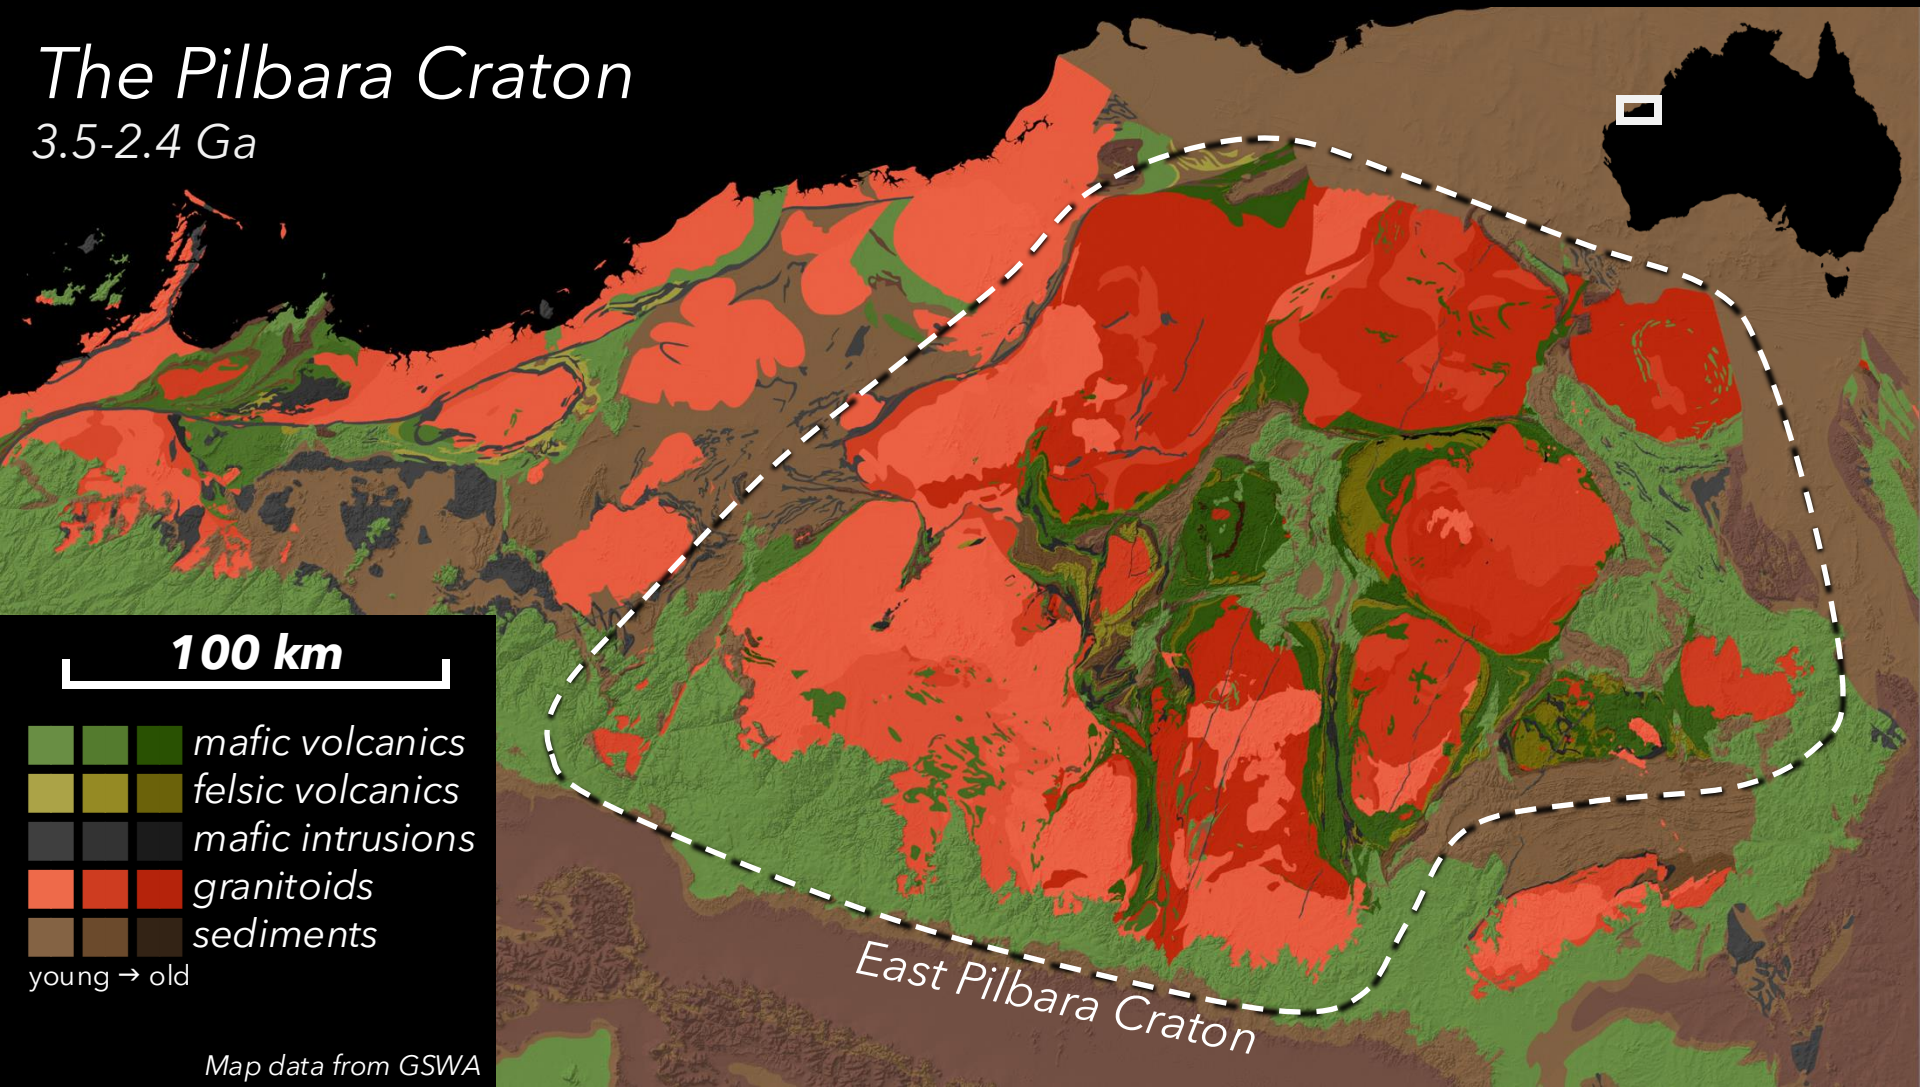 The Pilbara Craton
3.5-2.4 Ga
100 km
mafic volcanics
felsic volcanics
mafic intrusions
granitoids
sediments
young → old
Map data from GSWA
East Pilbara Craton